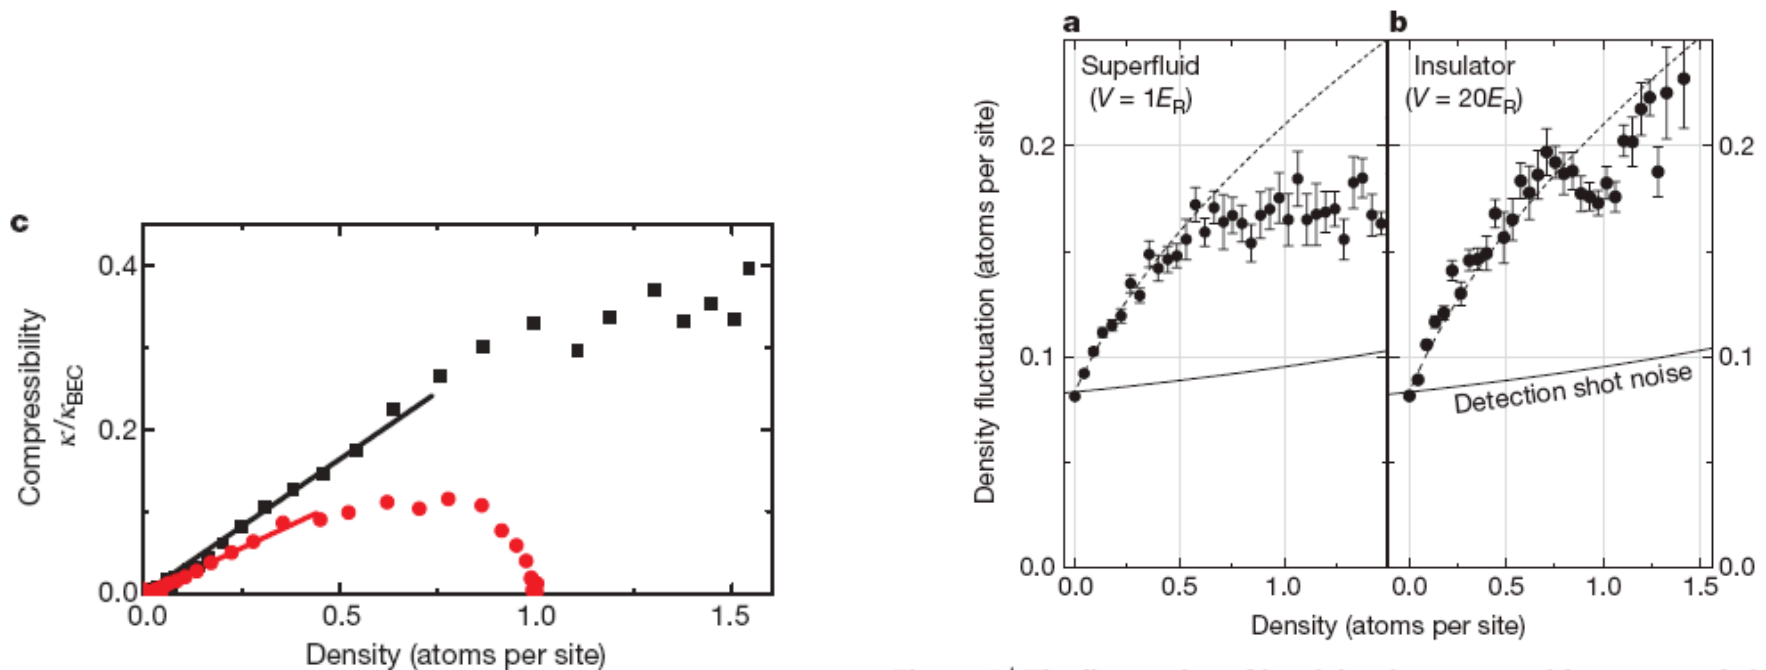 c
Compressibility
κ/κBEC
0.4
0.2
0.0
0.0 0.5 1.0 1.5
Density (atoms per site)
a
b
Density fluctuation (atoms per site)
Superfluid
(V = 1ER)
Insulator
(V = 20ER)
0.2
0.1
0.0
0.2
0.1
0.0
Detection shot noise
0.0 0.5 1.0 0.0 0.5 1.0 1.5
Density (atoms per site)